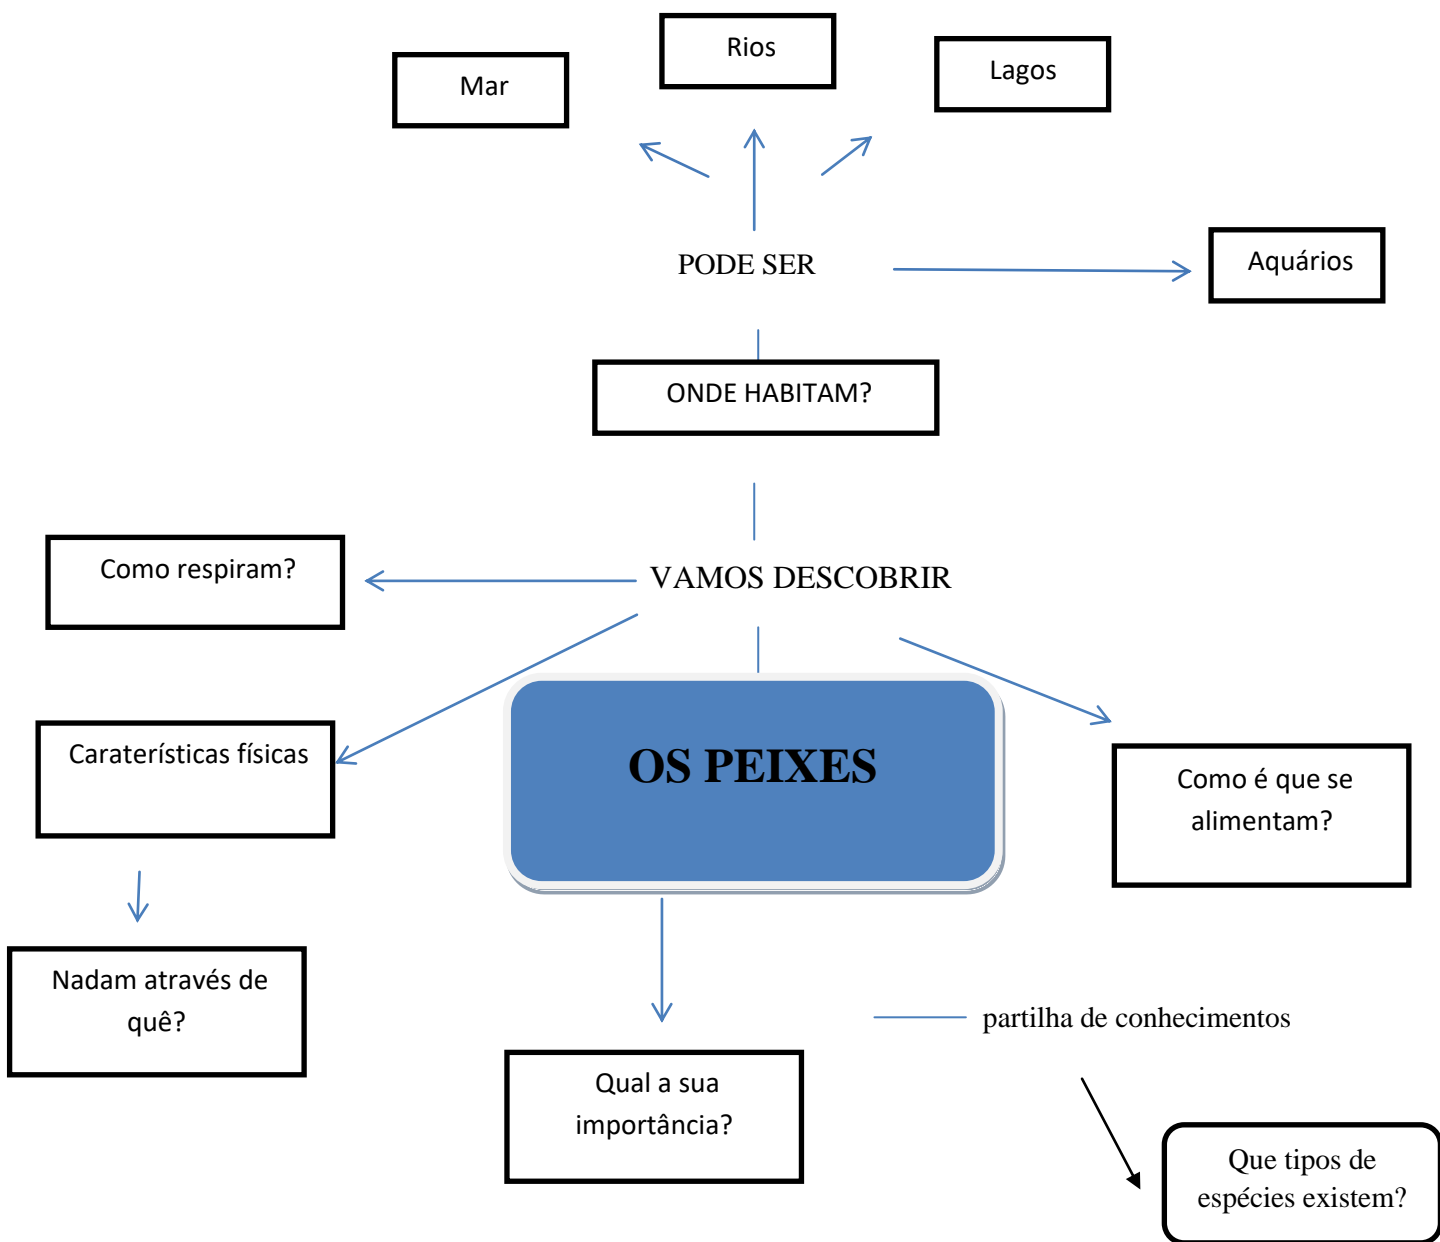 Rios
Mar
Lagos
PODE SER
Aquários
ONDE HABITAM?
Como respiram?
VAMOS DESCOBRIR
Caraterísticas físicas
OS PEIXES
Como é que se
alimentam?
Nadam através de
quê?
partilha de conhecimentos
Qual a sua
importância?
Que tipos de
espécies existem?